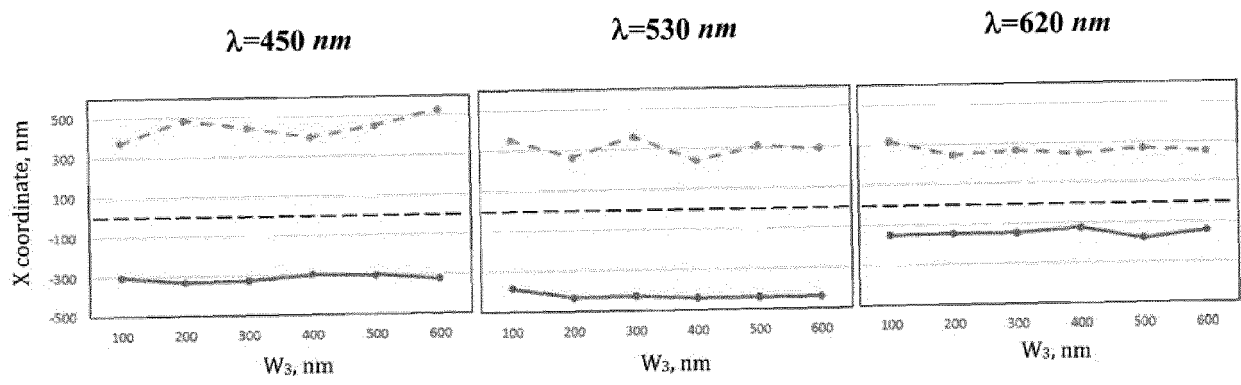 λ=450 nm
λ=530 nm
λ=620 nm
X coordinate, nm
500
300
100
-100
-300
-500
100 200 300 400 500 600
W3, nm
100 200 300 400 500 600
W3, nm
100 200 300 400 500 600
W3, nm